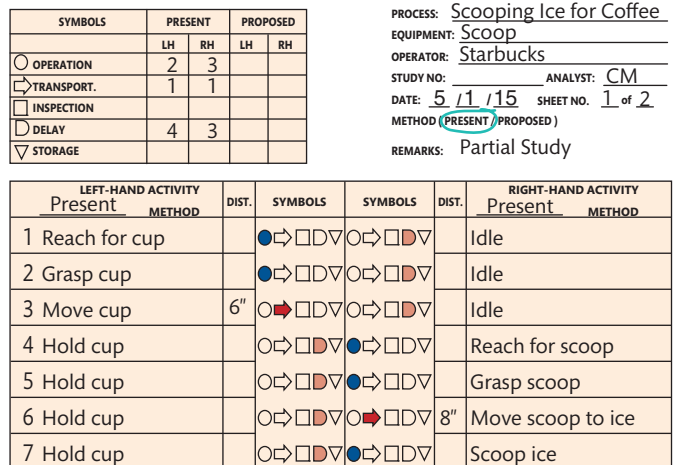 SYMBOLS PRESENT PROPOSED
LH RH LH RH
OPERATION 2 3
TRANSPORT. 1 1
INSPECTION
DELAY 4 3
STORAGE
PROCESS: Scooping Ice for Coffee
EQUIPMENT: Scoop
OPERATOR: Starbucks
STUDY NO: ANALYST: CM
DATE: 5 /1 /15 SHEET NO. 1 of 2
METHOD ( PRESENT / PROPOSED )
REMARKS: Partial Study
LEFT-HAND ACTIVITY DIST. SYMBOLS SYMBOLS DIST. RIGHT-HAND ACTIVITY
Present METHOD Present METHOD
1 Reach for cup Idle
2 Grasp cup Idle
3 Move cup 6" Idle
4 Hold cup Reach for scoop
5 Hold cup Grasp scoop
6 Hold cup 8" Move scoop to ice
7 Hold cup Scoop ice